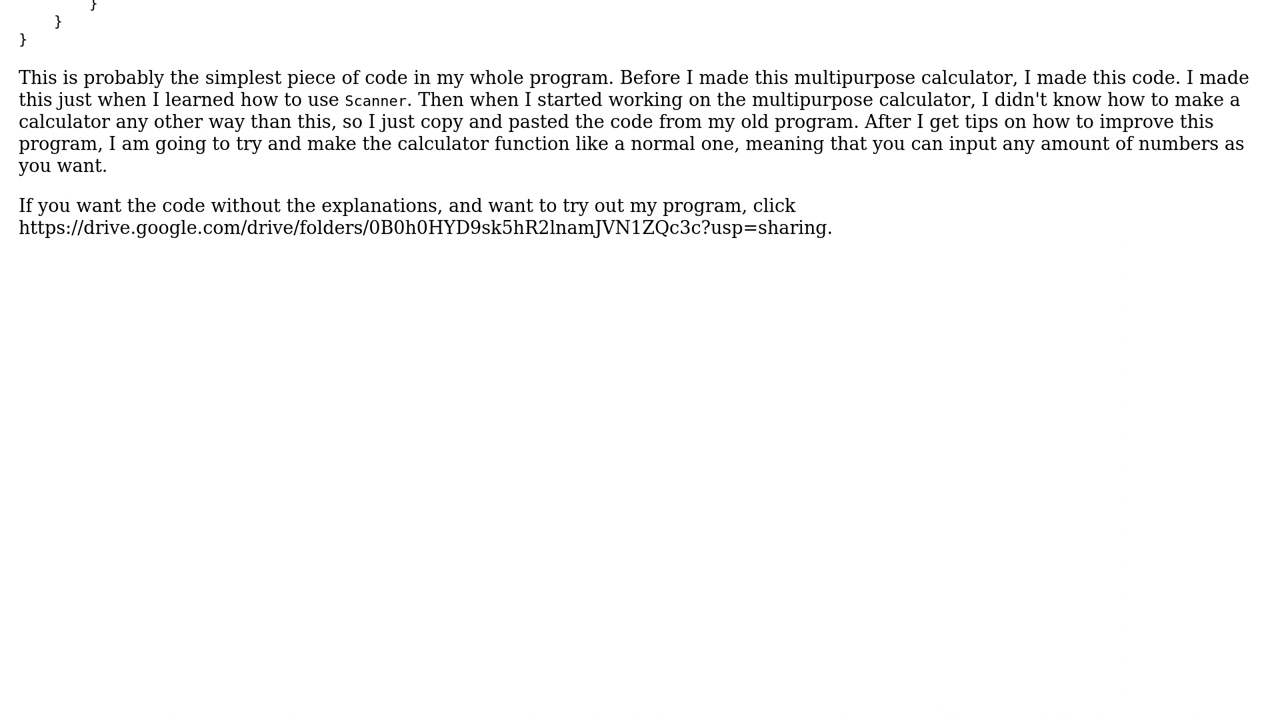 }
}
}
This is probably the simplest piece of code in my whole program. Before I made this multipurpose calculator, I made this code. I made
this just when I learned how to use Scanner. Then when I started working on the multipurpose calculator, I didn't know how to make a
calculator any other way than this, so I just copy and pasted the code from my old program. After I get tips on how to improve this
program, I am going to try and make the calculator function like a normal one, meaning that you can input any amount of numbers as
you want.
If you want the code without the explanations, and want to try out my program, click
https://drive.google.com/drive/folders/0B0h0HYD9sk5hR2lnamJVN1ZQc3c?usp=sharing.